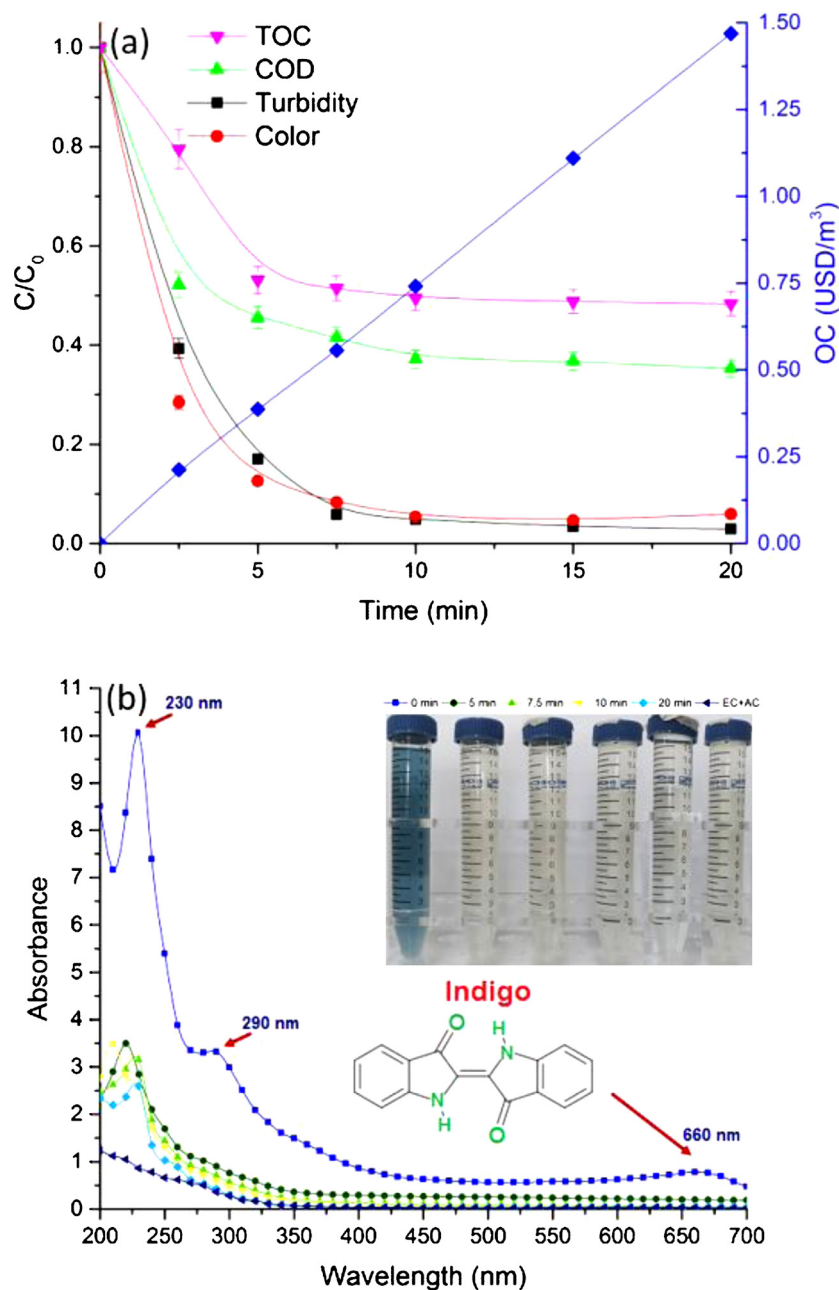 (a)
TOC
COD
Turbidity
Color
1.0
0.8
0.6
0.4
0.2
0.0
C/C0
1.50
1.25
1.00
0.75
0.50
0.25
0.00
OC (USD/m3)
0 5 10 15 20
Time (min)
(b)
11
10
9
8
7
6
5
4
3
2
1
0
Absorbance
230 nm
290 nm
0 min 5 min 7.5 min 10 min 20 min EC+AC
Indigo
O
H
N
N
H
O
660 nm
200 250 300 350 400 450 500 550 600 650 700
Wavelength (nm)